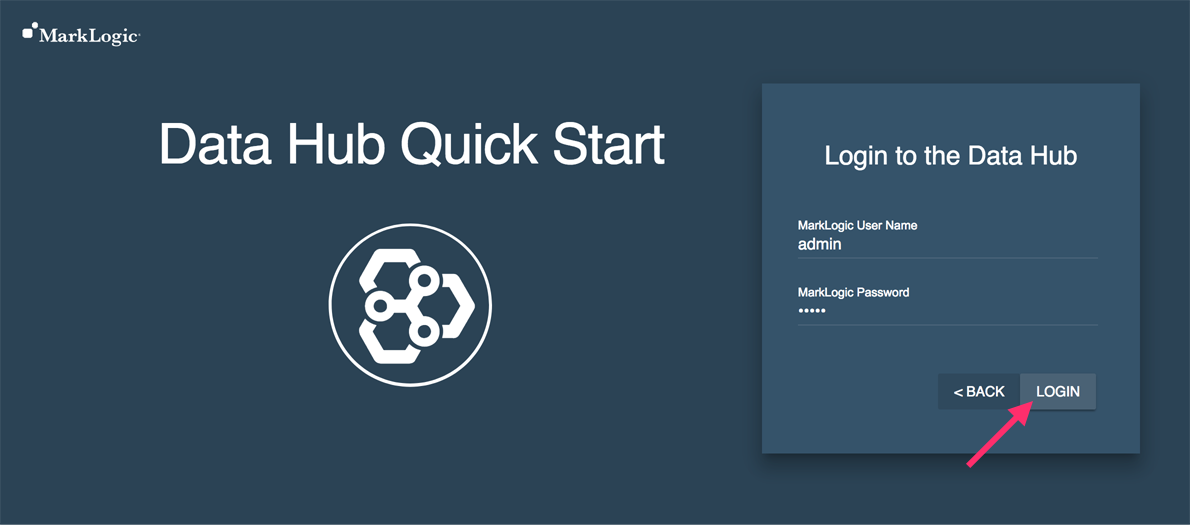 MarkLogic
Data Hub Quick Start
Login to the Data Hub
MarkLogic User Name
admin
MarkLogic Password
•••••
< BACK
LOGIN